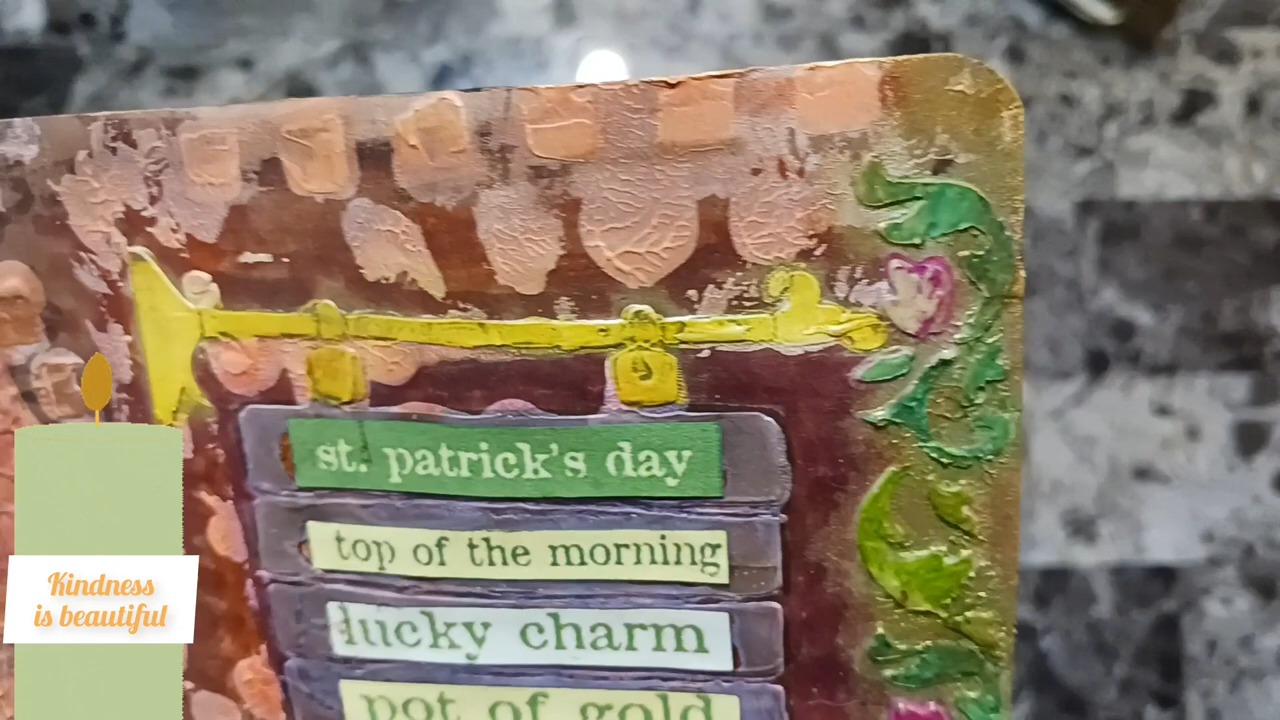 st. patrick's day
top of the morning
lucky charm
pot of gold
Kindness
is beautiful